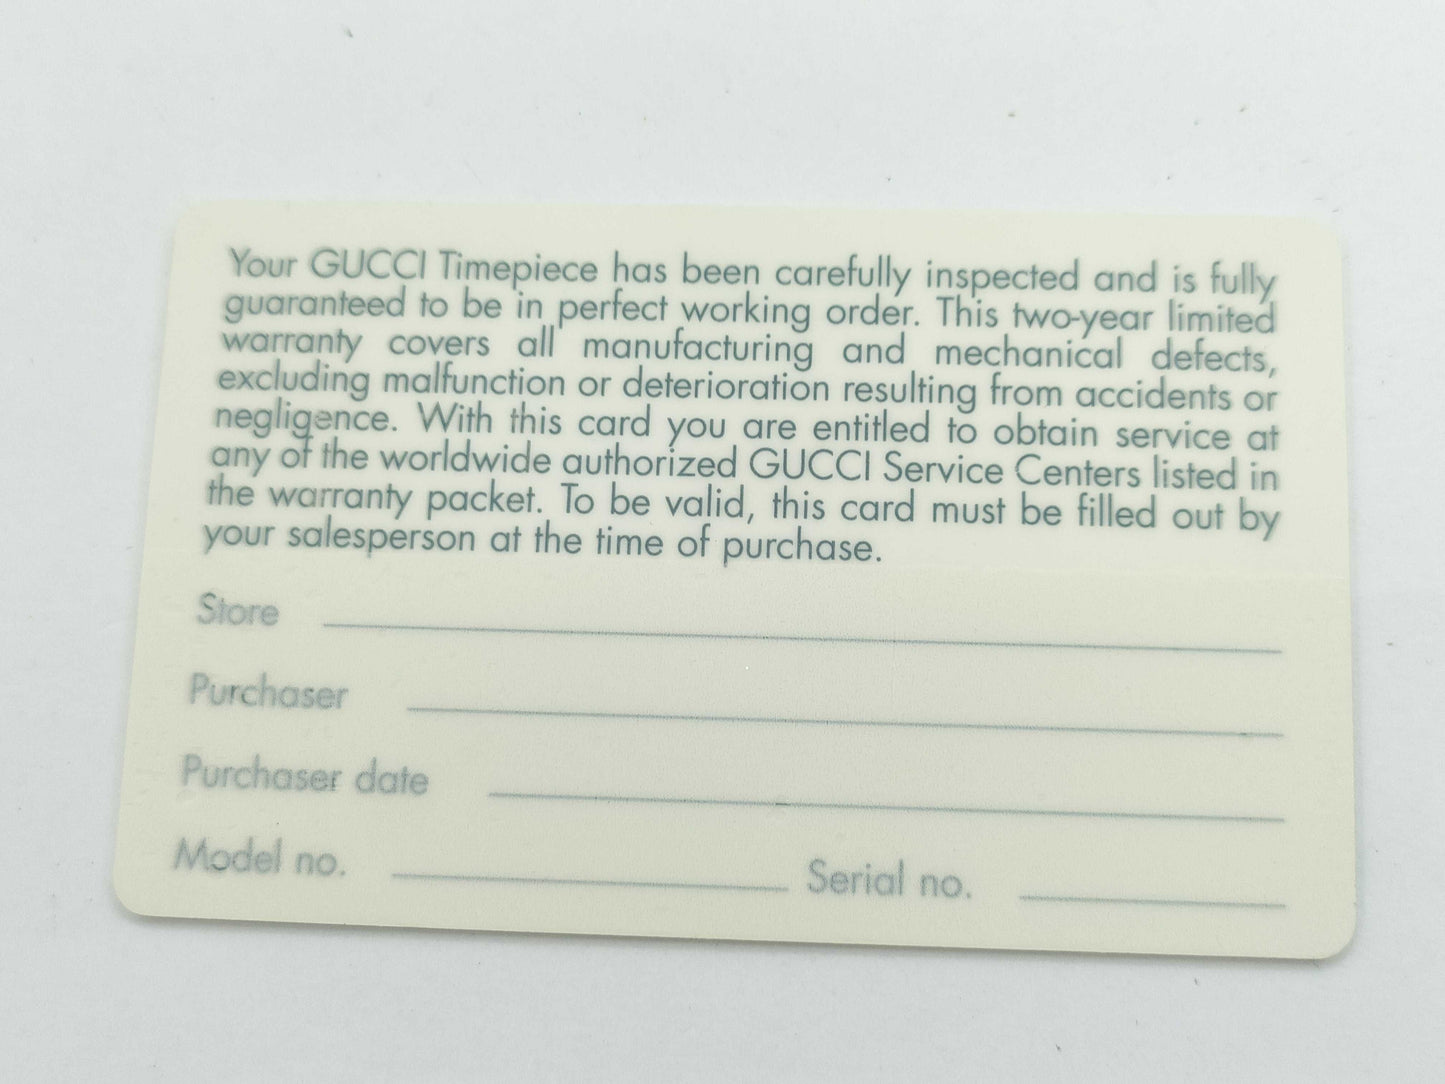 Your GUCCI Timepiece has been carefully inspected and is fully
guaranteed to be in perfect working order. This two-year limited
warranty covers all manufacturing and mechanical defects,
excluding malfunction or deterioration resulting from accidents or
negligence. With this card you are entitled to obtain service at
any of the worldwide authorized GUCCI Service Centers listed in
the warranty packet. To be valid, this card must be filled out by
your salesperson at the time of purchase.
Store
Purchaser
Purchaser date
Model no. Serial no.